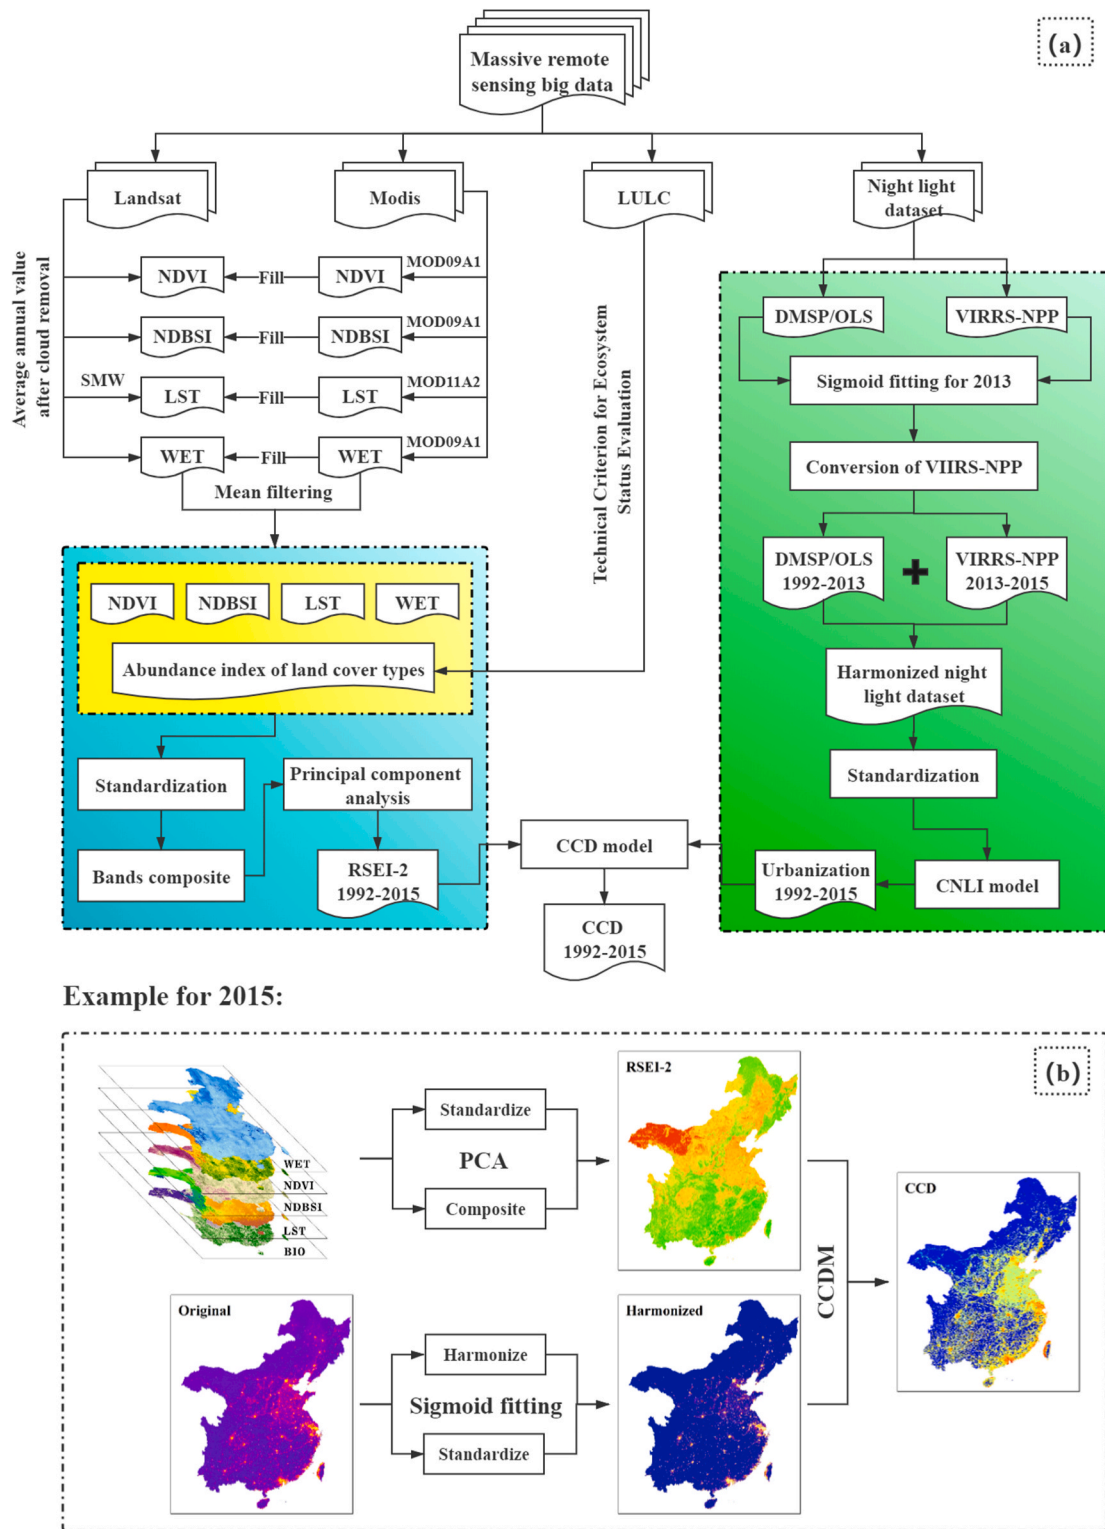 (a)
Massive remote
sensing big data
Landsat
Modis
LULC
Night light
dataset
Average annual value
after cloud removal
NDVI
Fill
NDVI
MOD09A1
NDBSI
Fill
NDBSI
MOD09A1
SMW
LST
Fill
LST
MOD11A2
WET
Fill
WET
MOD09A1
Mean filtering
Technical Criterion for Ecosystem
Status Evaluation
DMSP/OLS
VIRRS-NPP
Sigmoid fitting for 2013
Conversion of VIIRS-NPP
DMSP/OLS
1992-2013
VIRRS-NPP
2013-2015
Harmonized night
light dataset
Standardization
CNLI model
Urbanization
1992-2015
NDVI
NDBSI
LST
WET
Abundance index of land cover types
Standardization
Principal component
analysis
Bands composite
RSEI-2
1992-2015
CCD model
CCD
1992-2015
Example for 2015:
(b)
WET
NDVI
NDBSI
LST
BIO
Standardize
PCA
Composite
RSEI-2
Original
Harmonize
Sigmoid fitting
Standardize
Harmonized
CCDM
CCD